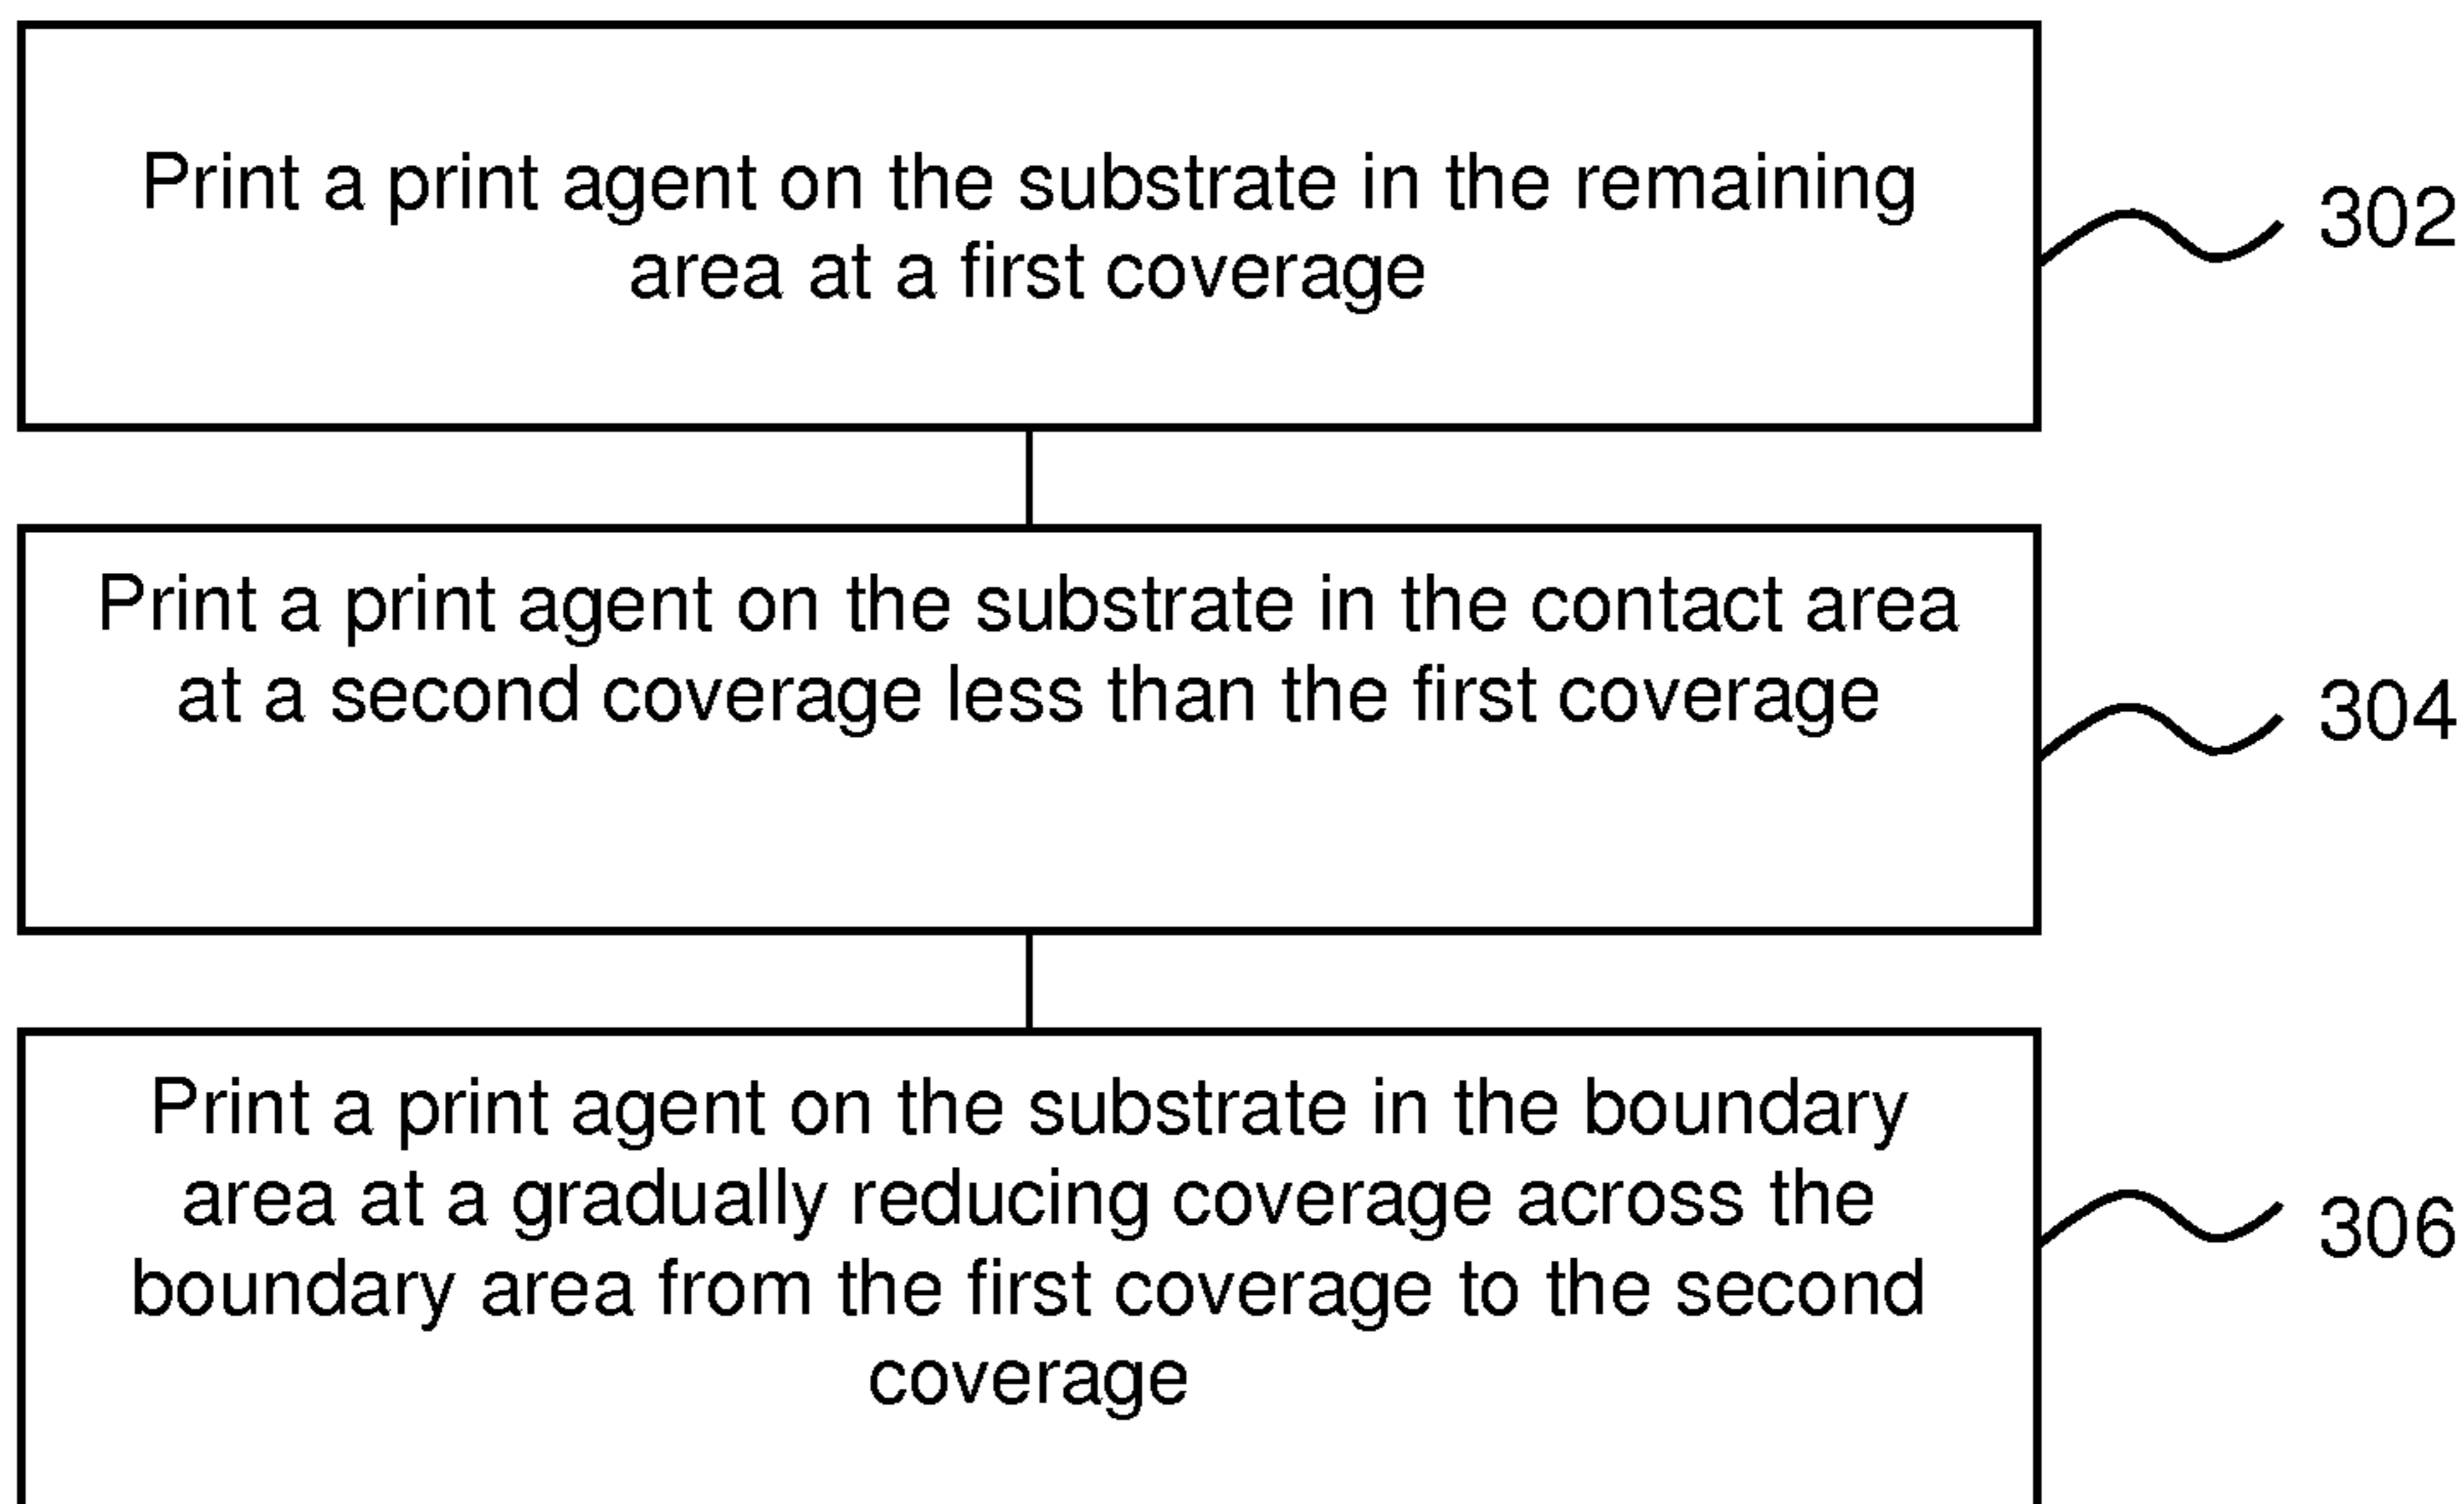 Print a print agent on the substrate in the remaining
area at a first coverage
302
Print a print agent on the substrate in the contact area
at a second coverage less than the first coverage
304
Print a print agent on the substrate in the boundary
area at a gradually reducing coverage across the
boundary area from the first coverage to the second
coverage
306